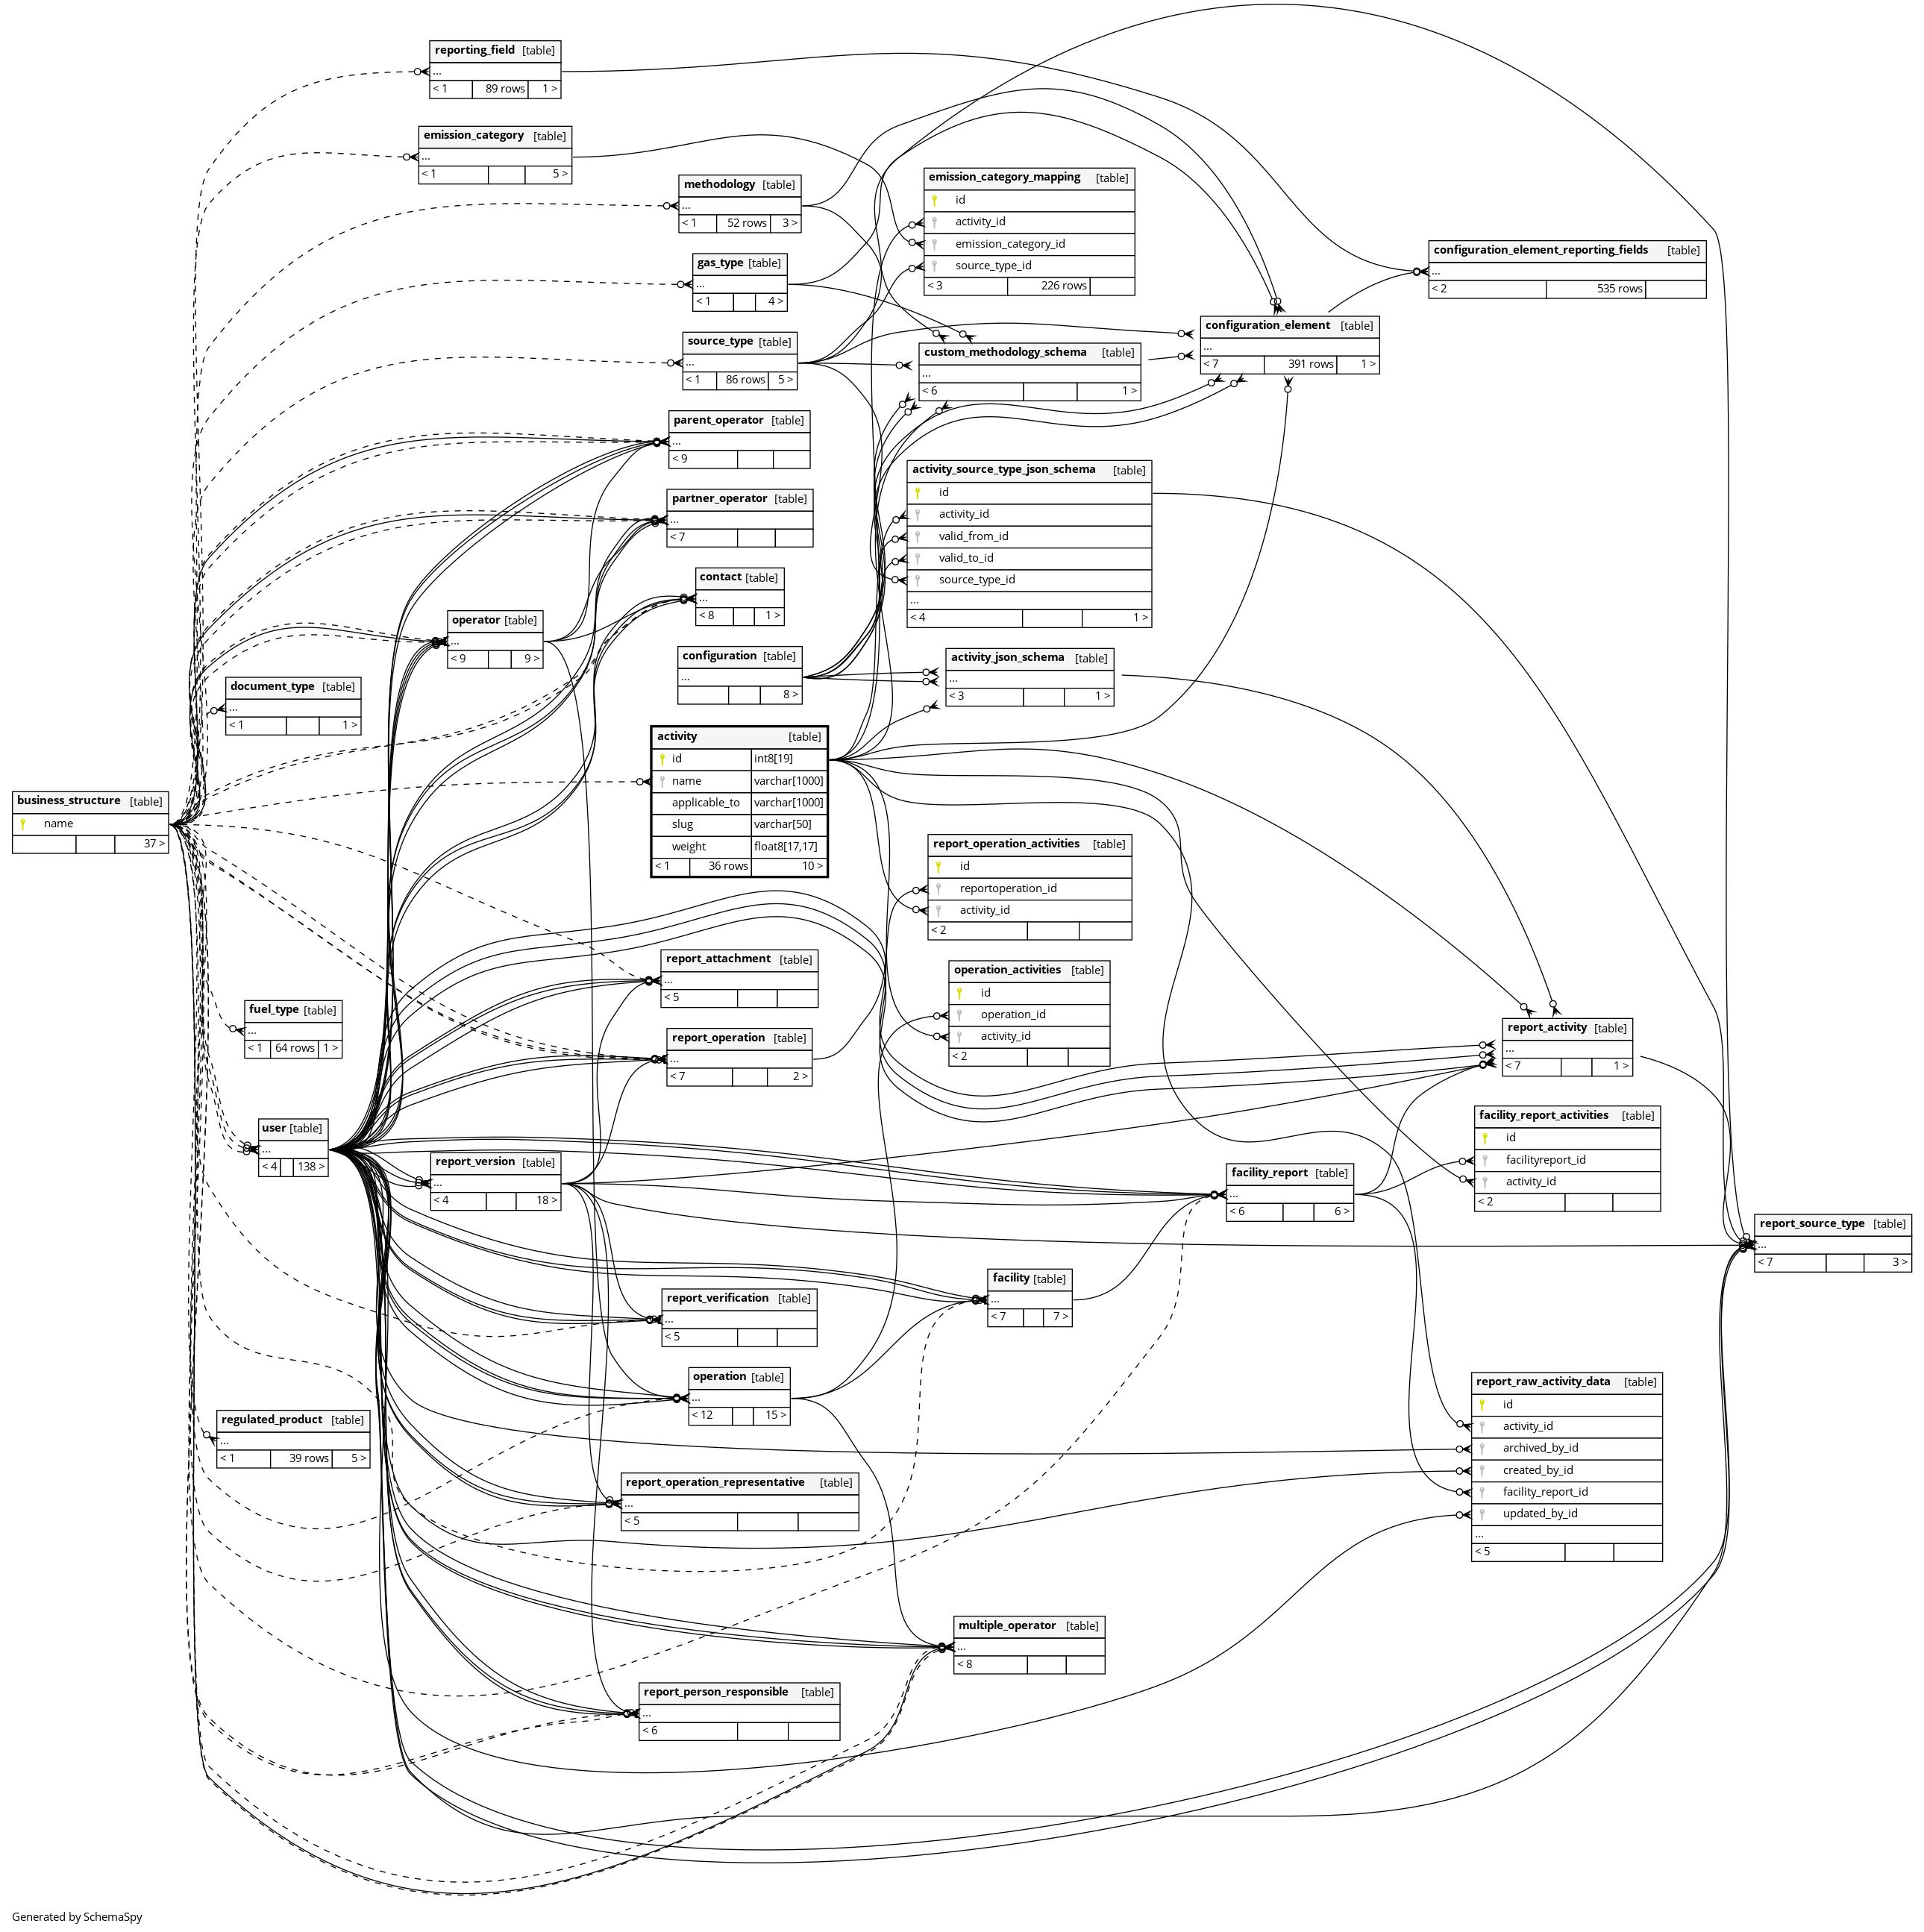 reporting_field [table]
...
< 1 89 rows 1 >
emission_category [table]
...
< 1 5 >
methodology [table]
...
< 1 52 rows 3 >
gas_type [table]
...
< 1 4 >
source_type [table]
...
< 1 86 rows 5 >
parent_operator [table]
...
< 9
partner_operator [table]
...
< 7
contact [table]
...
< 8 1 >
operator [table]
...
< 9 9 >
configuration [table]
...
8 >
document_type [table]
...
< 1 1 >
activity [table]
id int8[19]
name varchar[1000]
applicable_to varchar[1000]
slug varchar[50]
weight float8[17,17]
< 1 36 rows 10 >
business_structure [table]
name
37 >
emission_category_mapping [table]
id
activity_id
emission_category_id
source_type_id
< 3 226 rows
configuration_element_reporting_fields [table]
...
< 2 535 rows
configuration_element [table]
...
< 7 391 rows 1 >
custom_methodology_schema [table]
...
< 6 1 >
activity_source_type_json_schema [table]
id
activity_id
valid_from_id
valid_to_id
source_type_id
...
< 4 1 >
activity_json_schema [table]
...
< 3 1 >
report_operation_activities [table]
id
reportoperation_id
activity_id
< 2
report_attachment [table]
...
< 5
operation_activities [table]
id
operation_id
activity_id
< 2
fuel_type [table]
...
< 1 64 rows 1 >
report_operation [table]
...
< 7 2 >
report_activity [table]
...
< 7 1 >
user [table]
...
< 4 138 >
report_version [table]
...
< 4 18 >
facility_report_activities [table]
id
facilityreport_id
activity_id
< 2
facility_report [table]
...
< 6 6 >
report_source_type [table]
...
< 7 3 >
facility [table]
...
< 7 7 >
report_verification [table]
...
< 5
operation [table]
...
< 12 15 >
regulated_product [table]
...
< 1 39 rows 5 >
report_raw_activity_data [table]
id
activity_id
archived_by_id
created_by_id
facility_report_id
updated_by_id
...
< 5
report_operation_representative [table]
...
< 5
multiple_operator [table]
...
< 8
report_person_responsible [table]
...
< 6
Generated by SchemaSpy